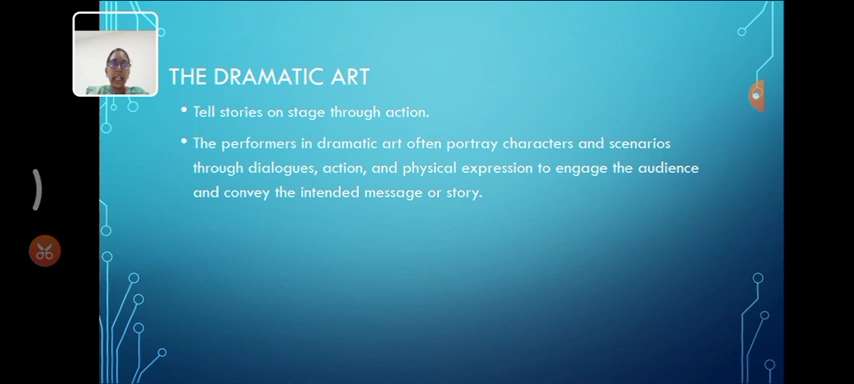 THE DRAMATIC ART
• Tell stories on stage through action.
• The performers in dramatic art often portray characters and scenarios
through dialogues, action, and physical expression to engage the audience
and convey the intended message or story.